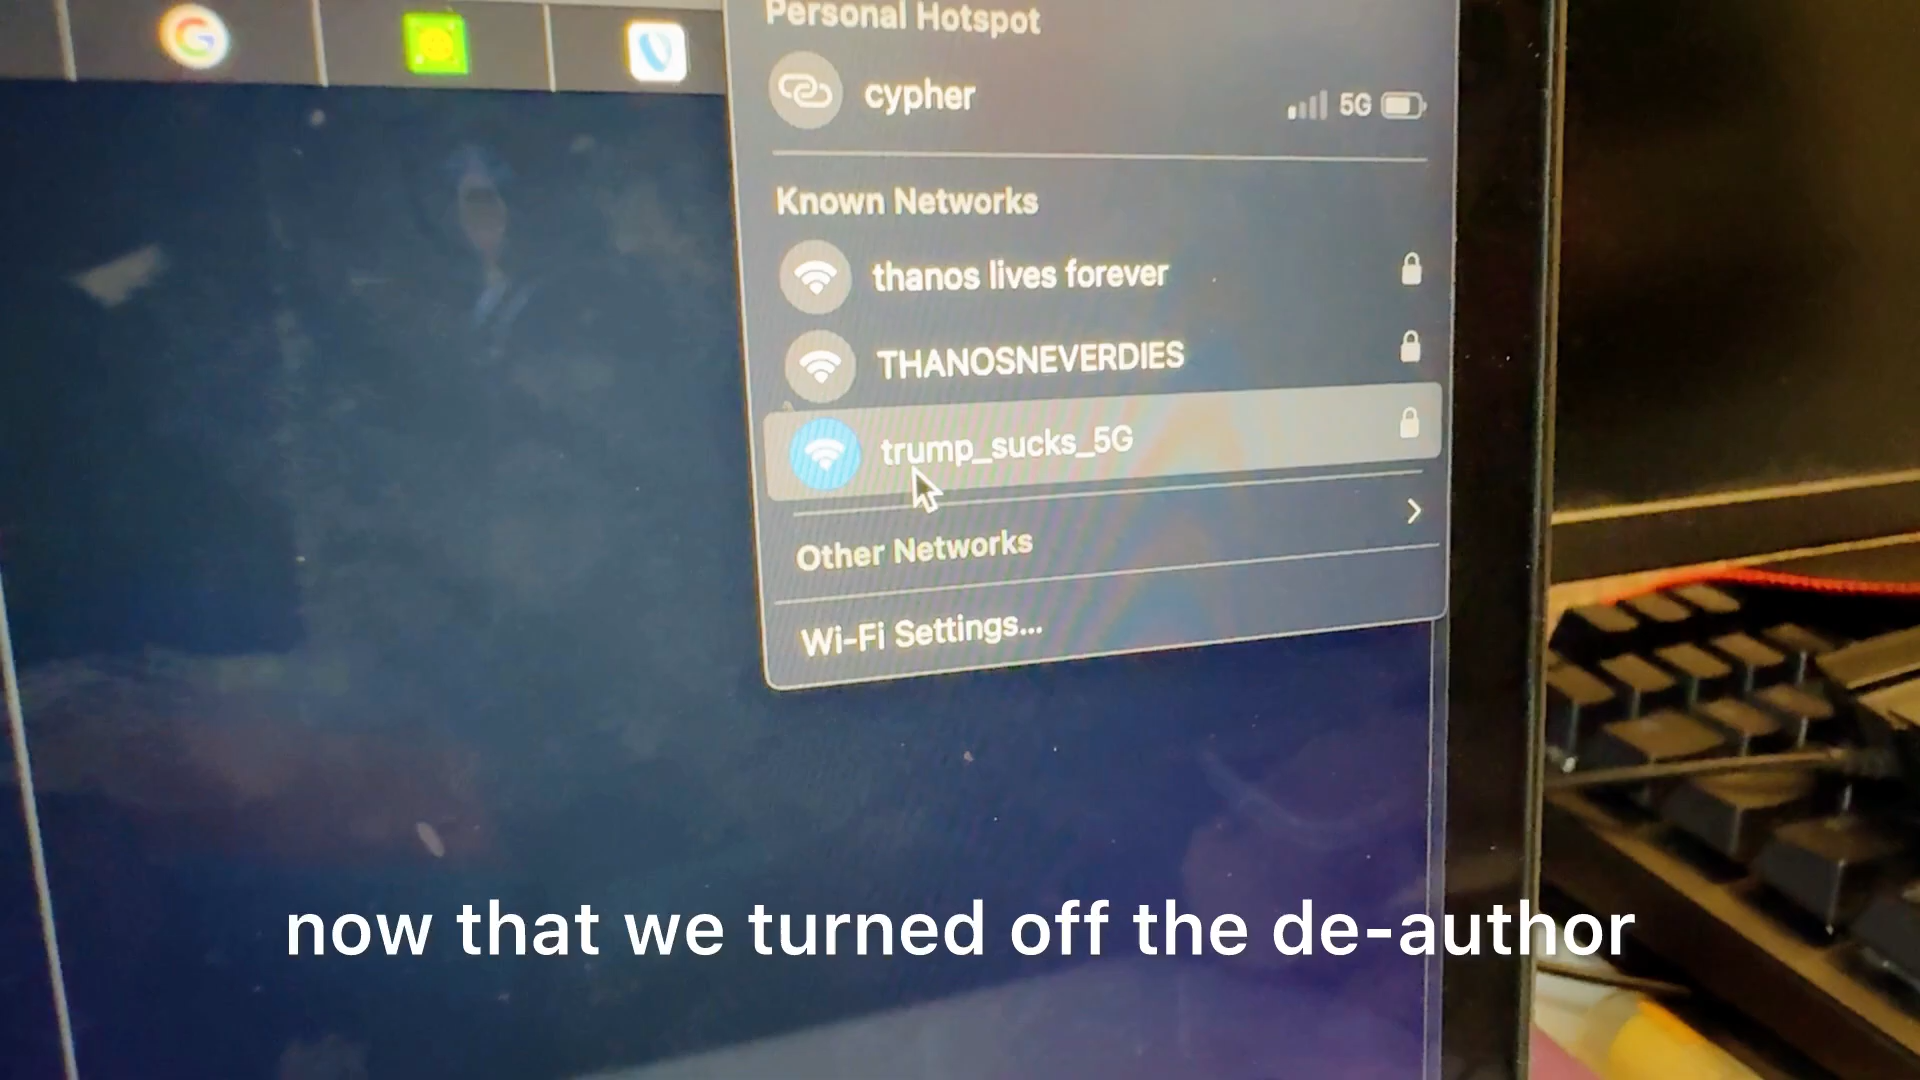 Personal Hotspot
cypher
5G
Known Networks
thanos lives forever
THANOSNEVERDIES
trump_sucks_5G
Other Networks
Wi-Fi Settings...
now that we turned off the de-author